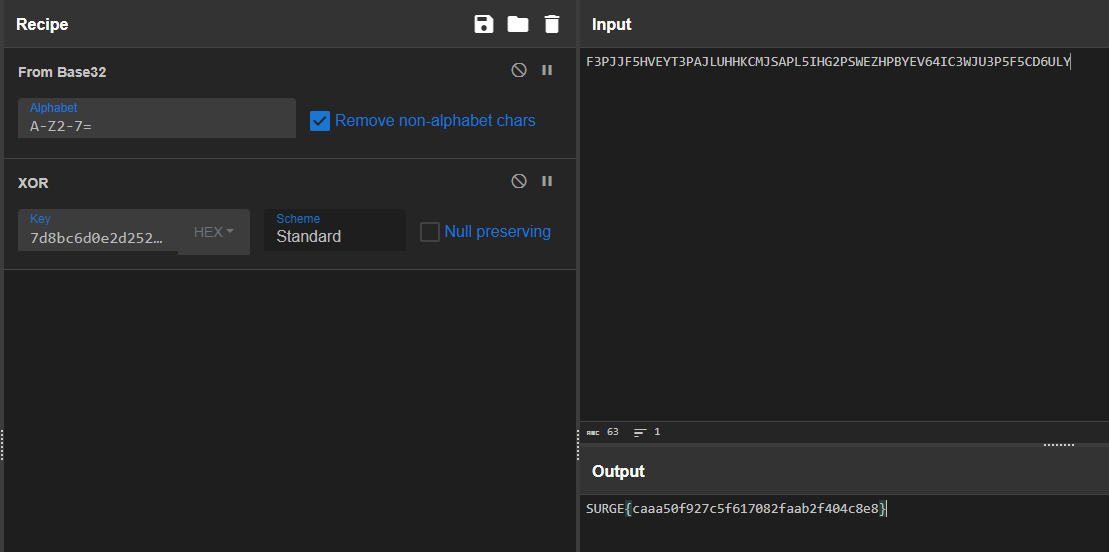 Recipe
From Base32
Alphabet
A-Z2-7=
Remove non-alphabet chars
XOR
Key
7d8bc6d0e2d252...
HEX
Scheme
Standard
Null preserving
Input
F3PJJF5HVEYT3PAJLUHHKCMJSAPL5IHG2PSWEZHPBYEV64IC3WJU3P5F5CD6ULY
ABC 63 1
Output
SURGE{caaa50f927c5f617082faab2f404c8e8}